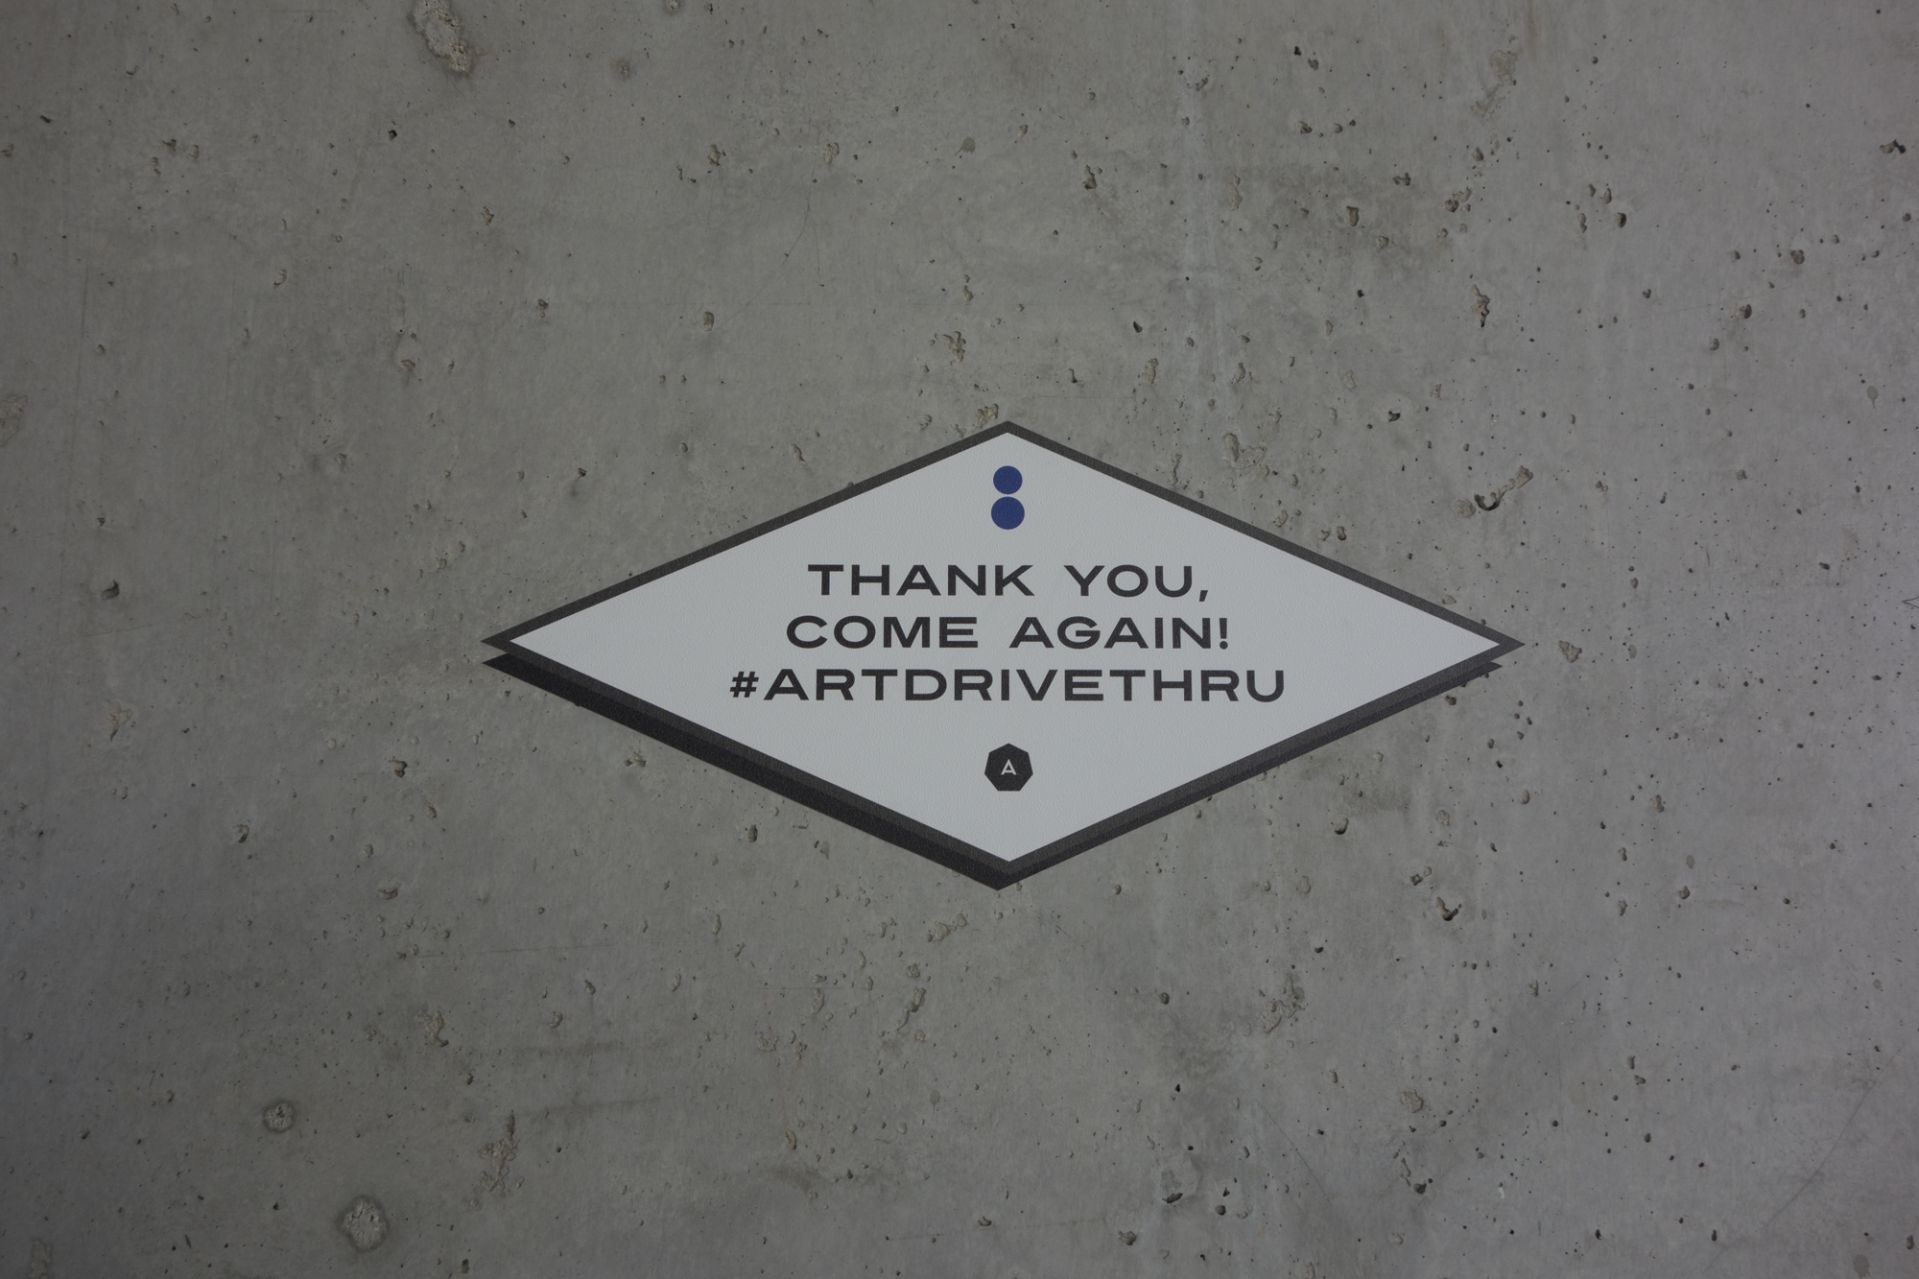 THANK YOU,
COME AGAIN!
#ARTDRIVETHRU
A